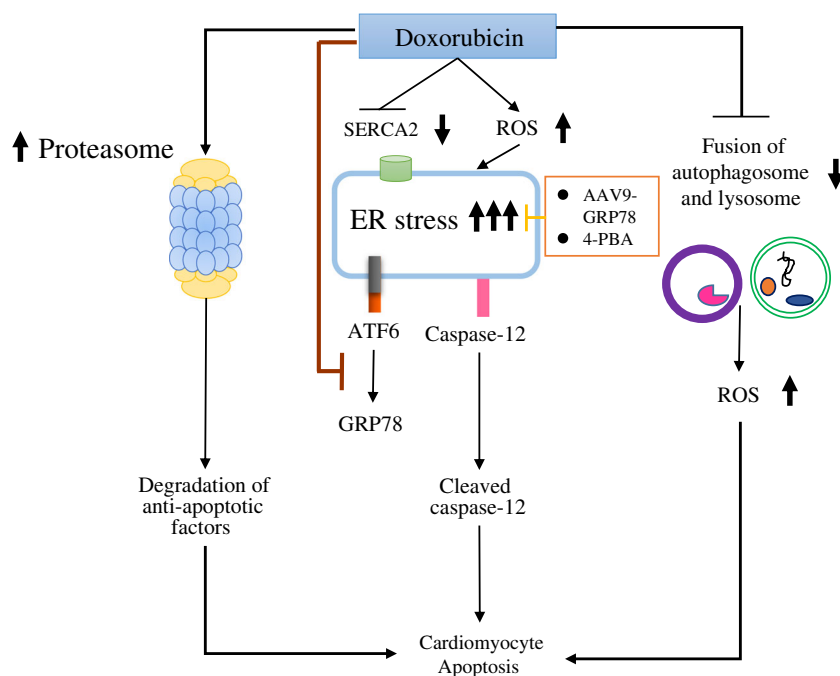 Doxorubicin
SERCA2
ROS
Proteasome
Fusion of
autophagosome
and lysosome
ER stress
● AAV9-
GRP78
● 4-PBA
ATF6
Caspase-12
ROS
GRP78
Degradation of
anti-apoptotic
factors
Cleaved
caspase-12
Cardiomyocyte
Apoptosis